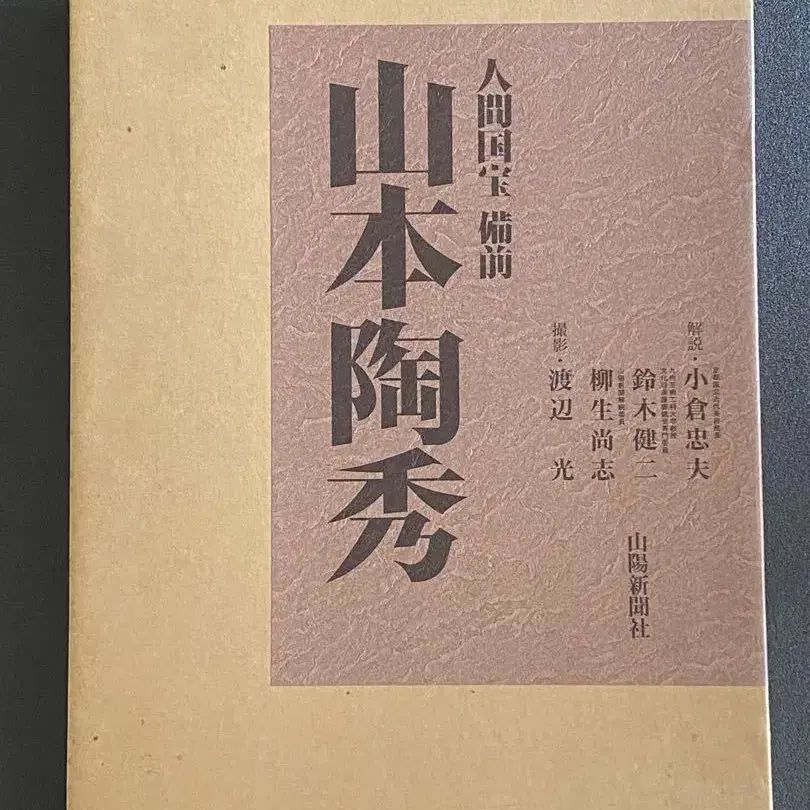 人間国宝 備前
山本陶秀
解説・小倉忠夫
鈴木健二
柳生尚志
撮影・渡辺 光
山陽新聞社